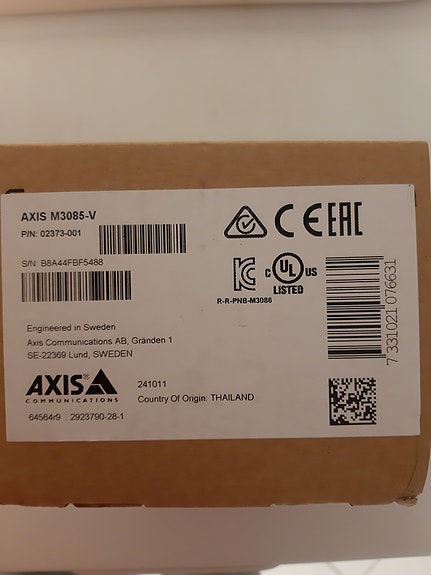 AXIS M3085-V
P/N: 02373-001
S/N: B8A44FBF5488
CE EAC
C UL US
LISTED
R-R-PNB-M3086
7 331021 076631
Engineered in Sweden
Axis Communications AB, Gränden 1
SE-22369 Lund, SWEDEN
AXIS®
COMMUNICATIONS
241011
Country Of Origin: THAILAND
64564r9 2923790-28-1